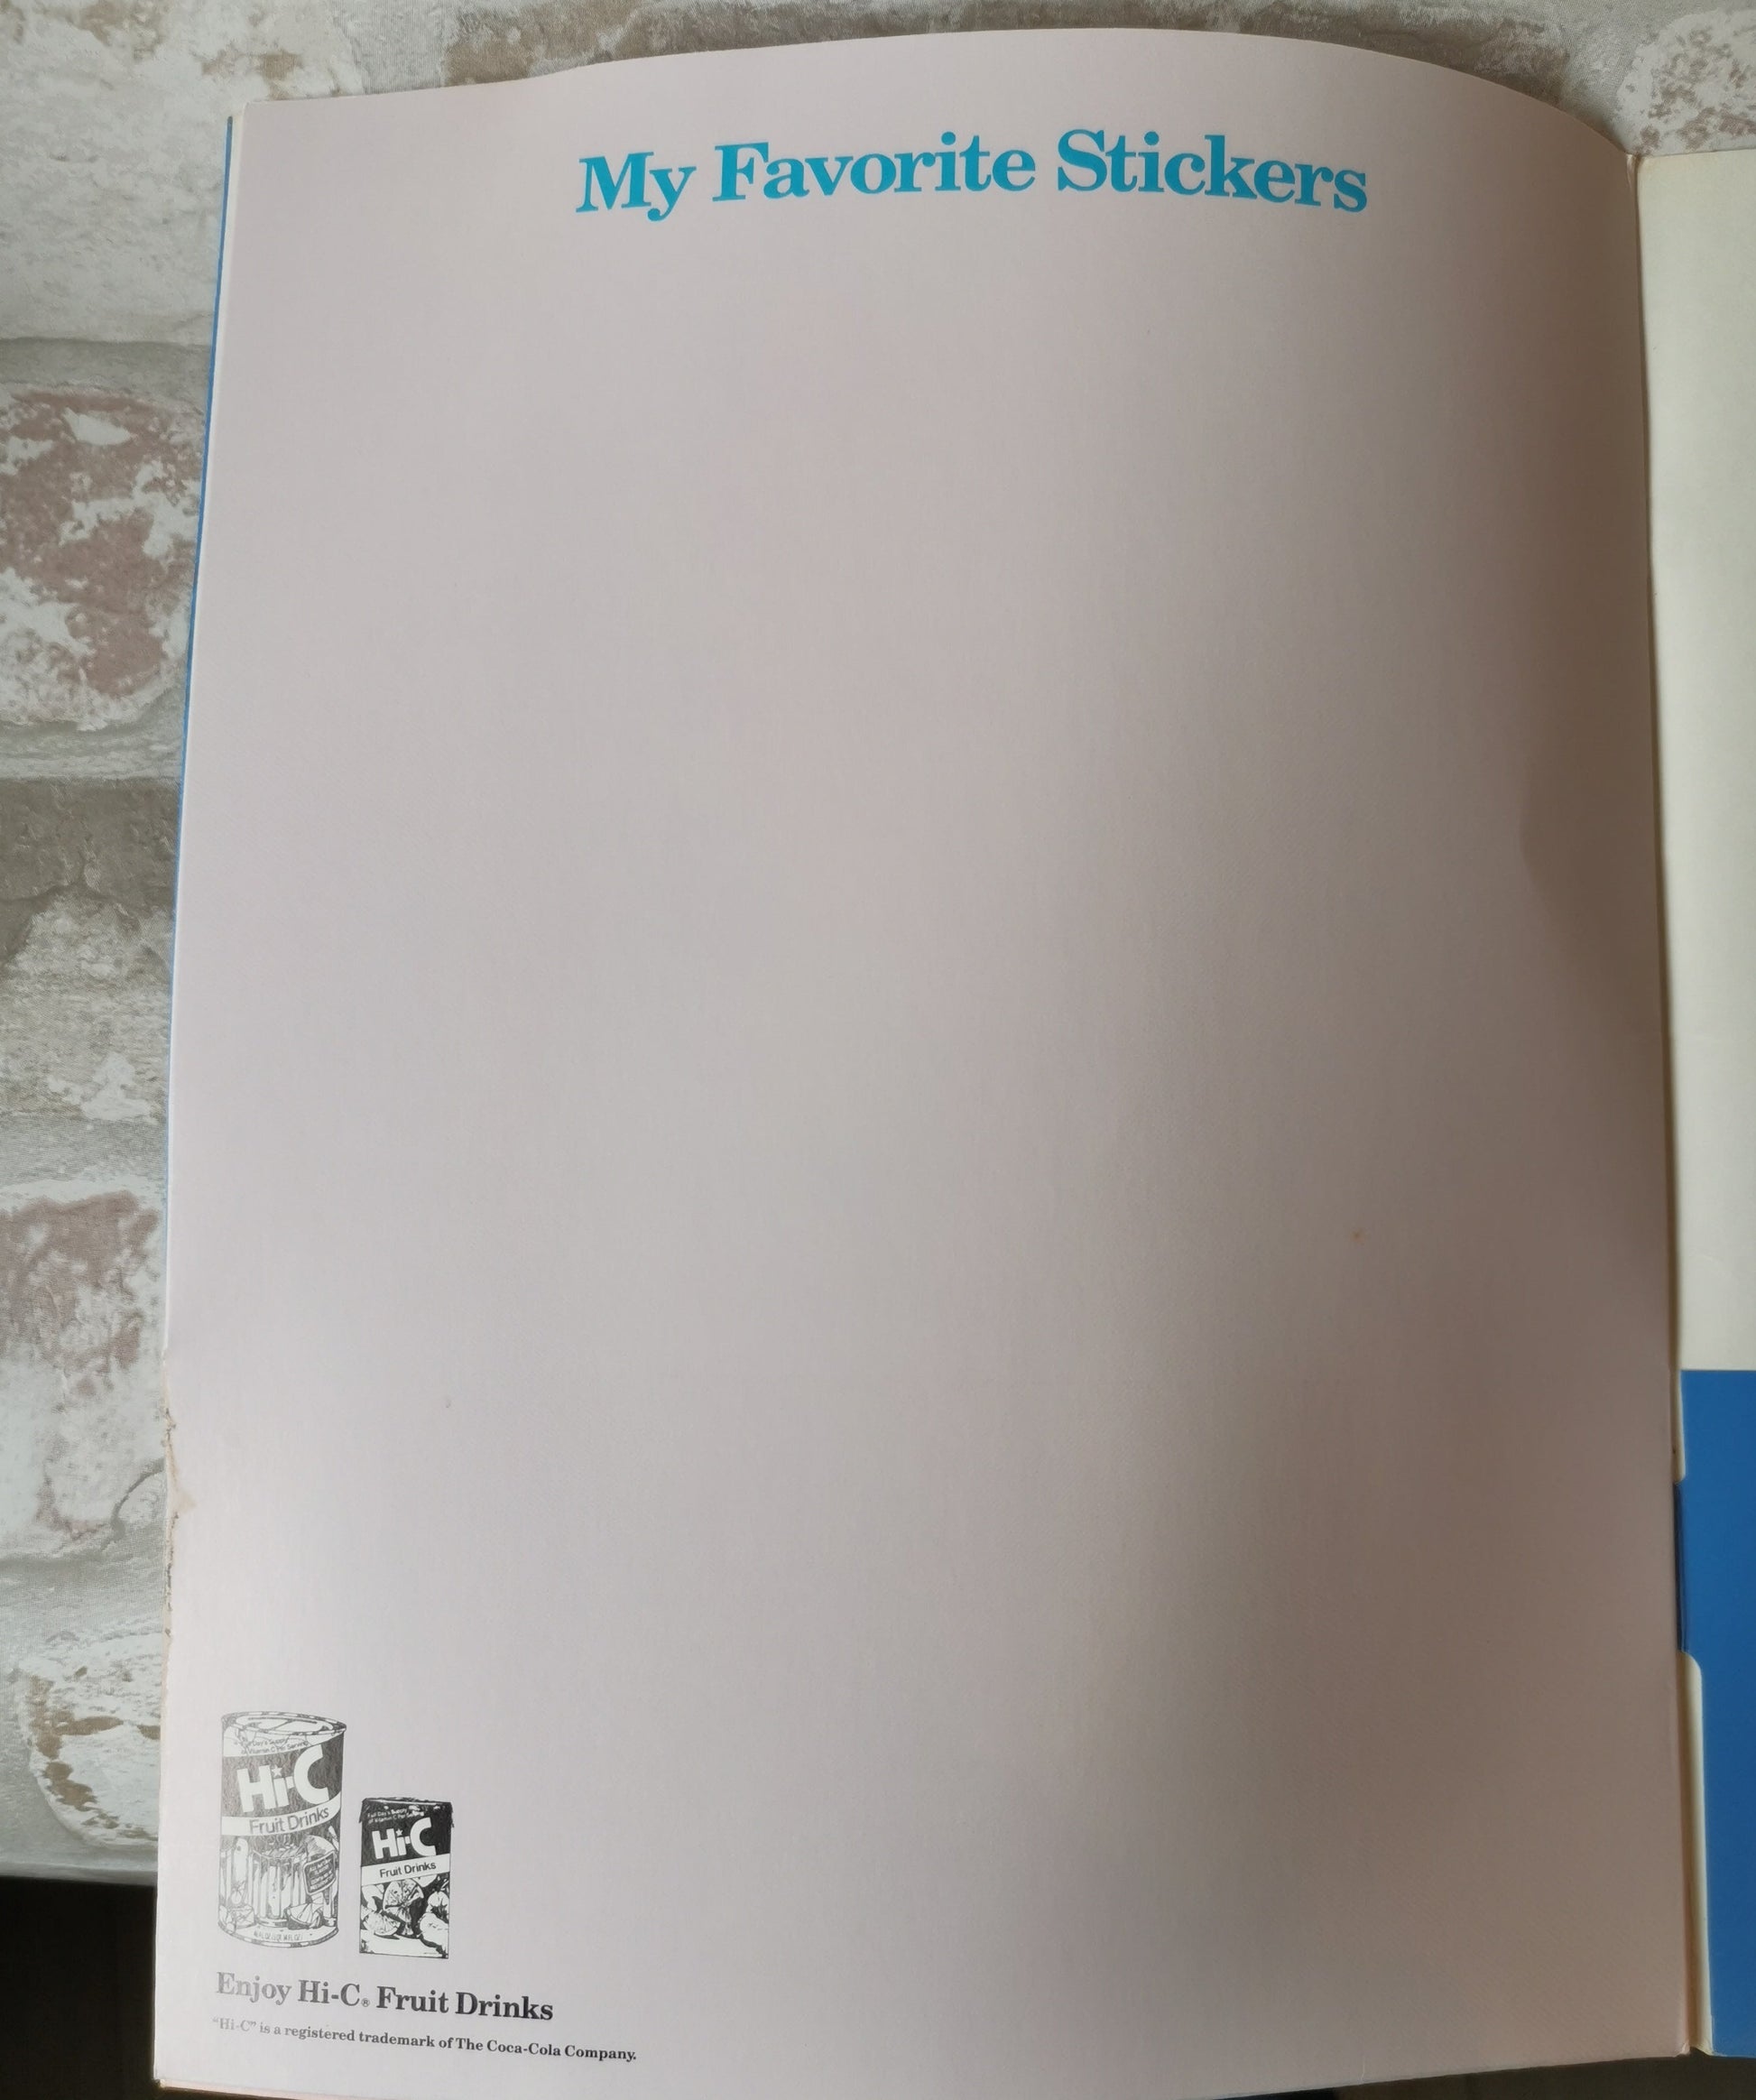 My Favorite Stickers
Hi-C
Fruit Drinks
Hi-C
Fruit Drinks
Enjoy Hi-C® Fruit Drinks
"Hi-C" is a registered trademark of The Coca-Cola Company.